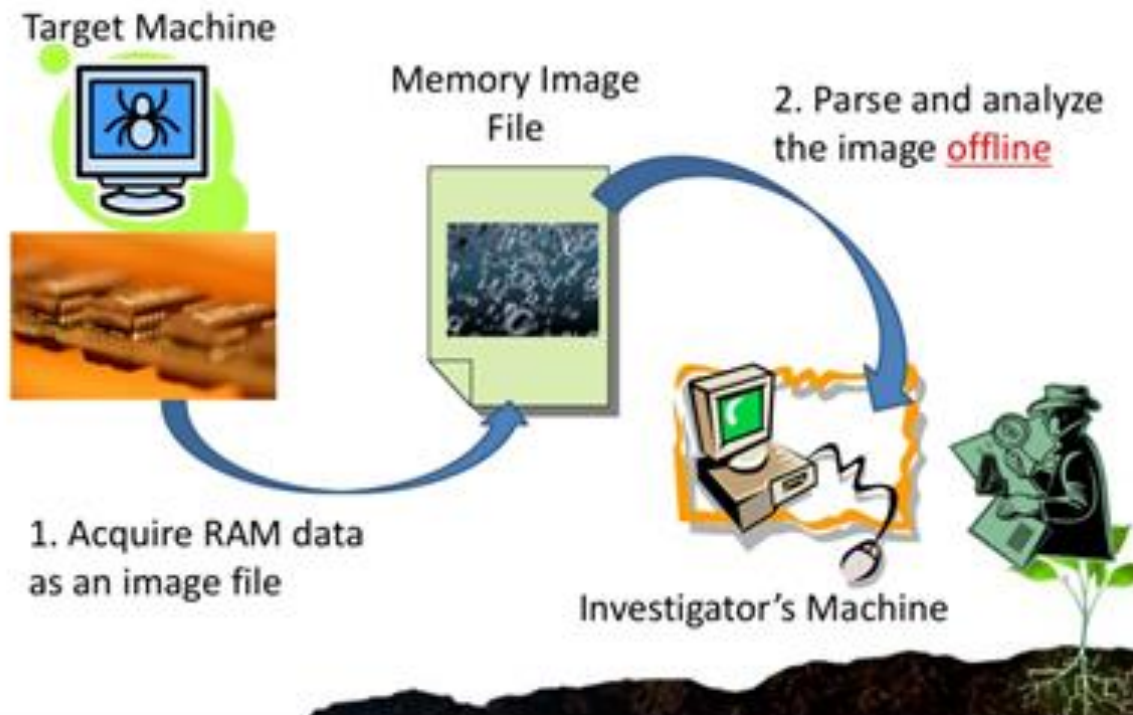 Target Machine
Memory Image
File
2. Parse and analyze
the image offline
1. Acquire RAM data
as an image file
Investigator’s Machine